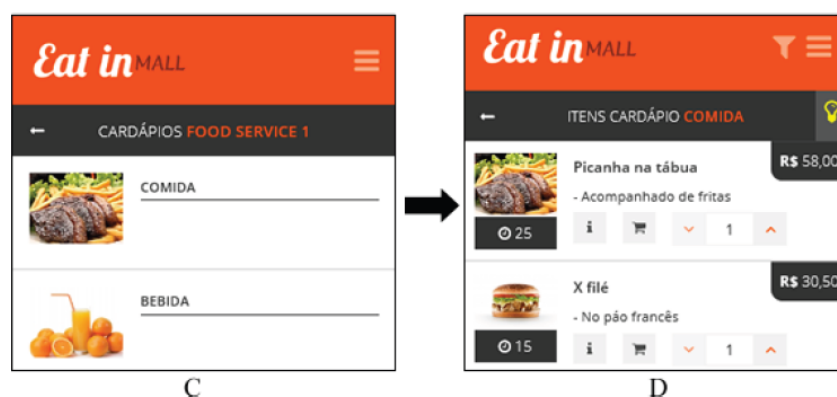 Eat in MALL
CARDÁPIOS FOOD SERVICE 1
COMIDA
BEBIDA
C
Eat in MALL
ITENS CARDÁPIO COMIDA
Picanha na tábua
R$ 58,00
- Acompanhado de fritas
25
i
1
X filé
R$ 30,50
- No páo francês
15
i
1
D